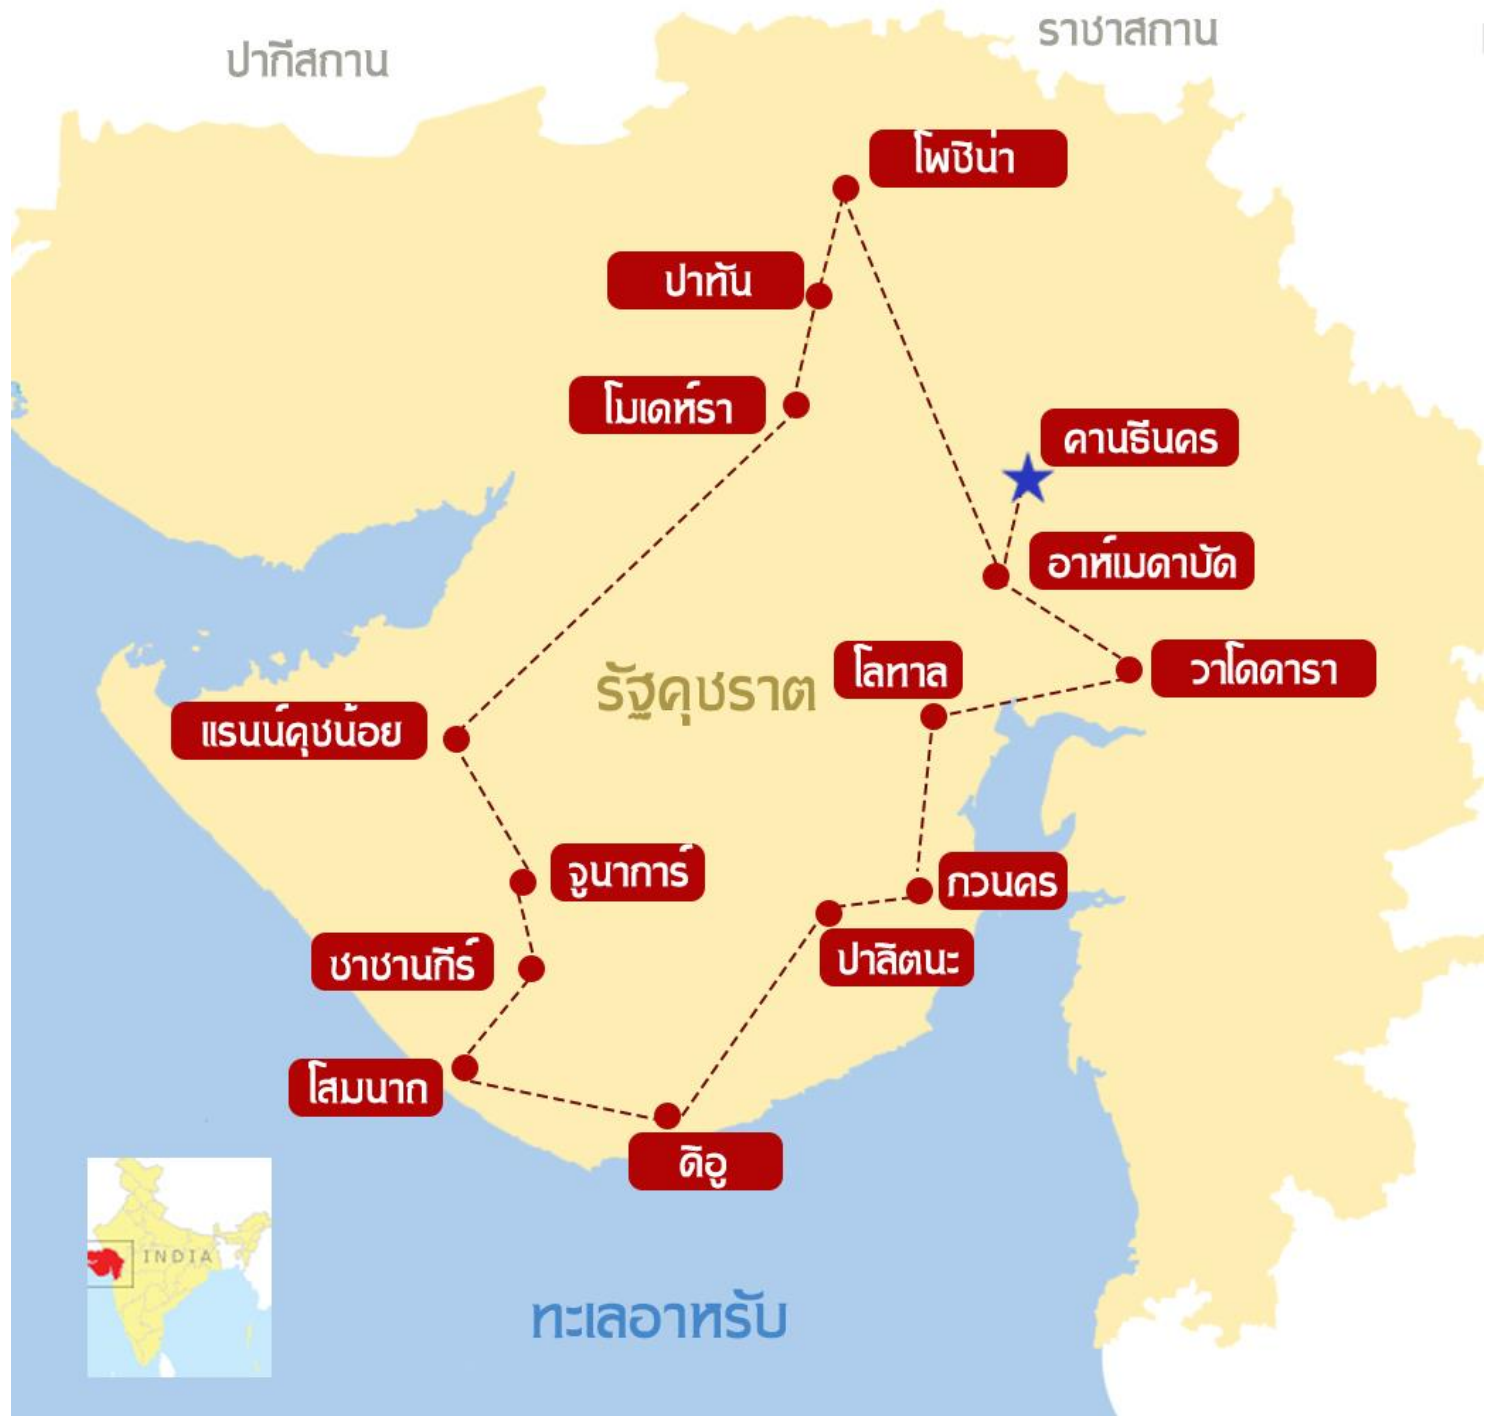 ปากีสถาน
ราชาสถาน
โพชิน่า
ปาทัน
โมเดห์รา
คานธีนคร
อาห์เมดาบัด
โลทาล
วาโดดารา
รัฐคุชราต
แรนน์คุชน้อย
จูนาการ์
ภวนคร
ชาชานกีร์
ปาลิตนะ
โสมนาถ
ดิอู
INDIA
ทะเลอาหรับ